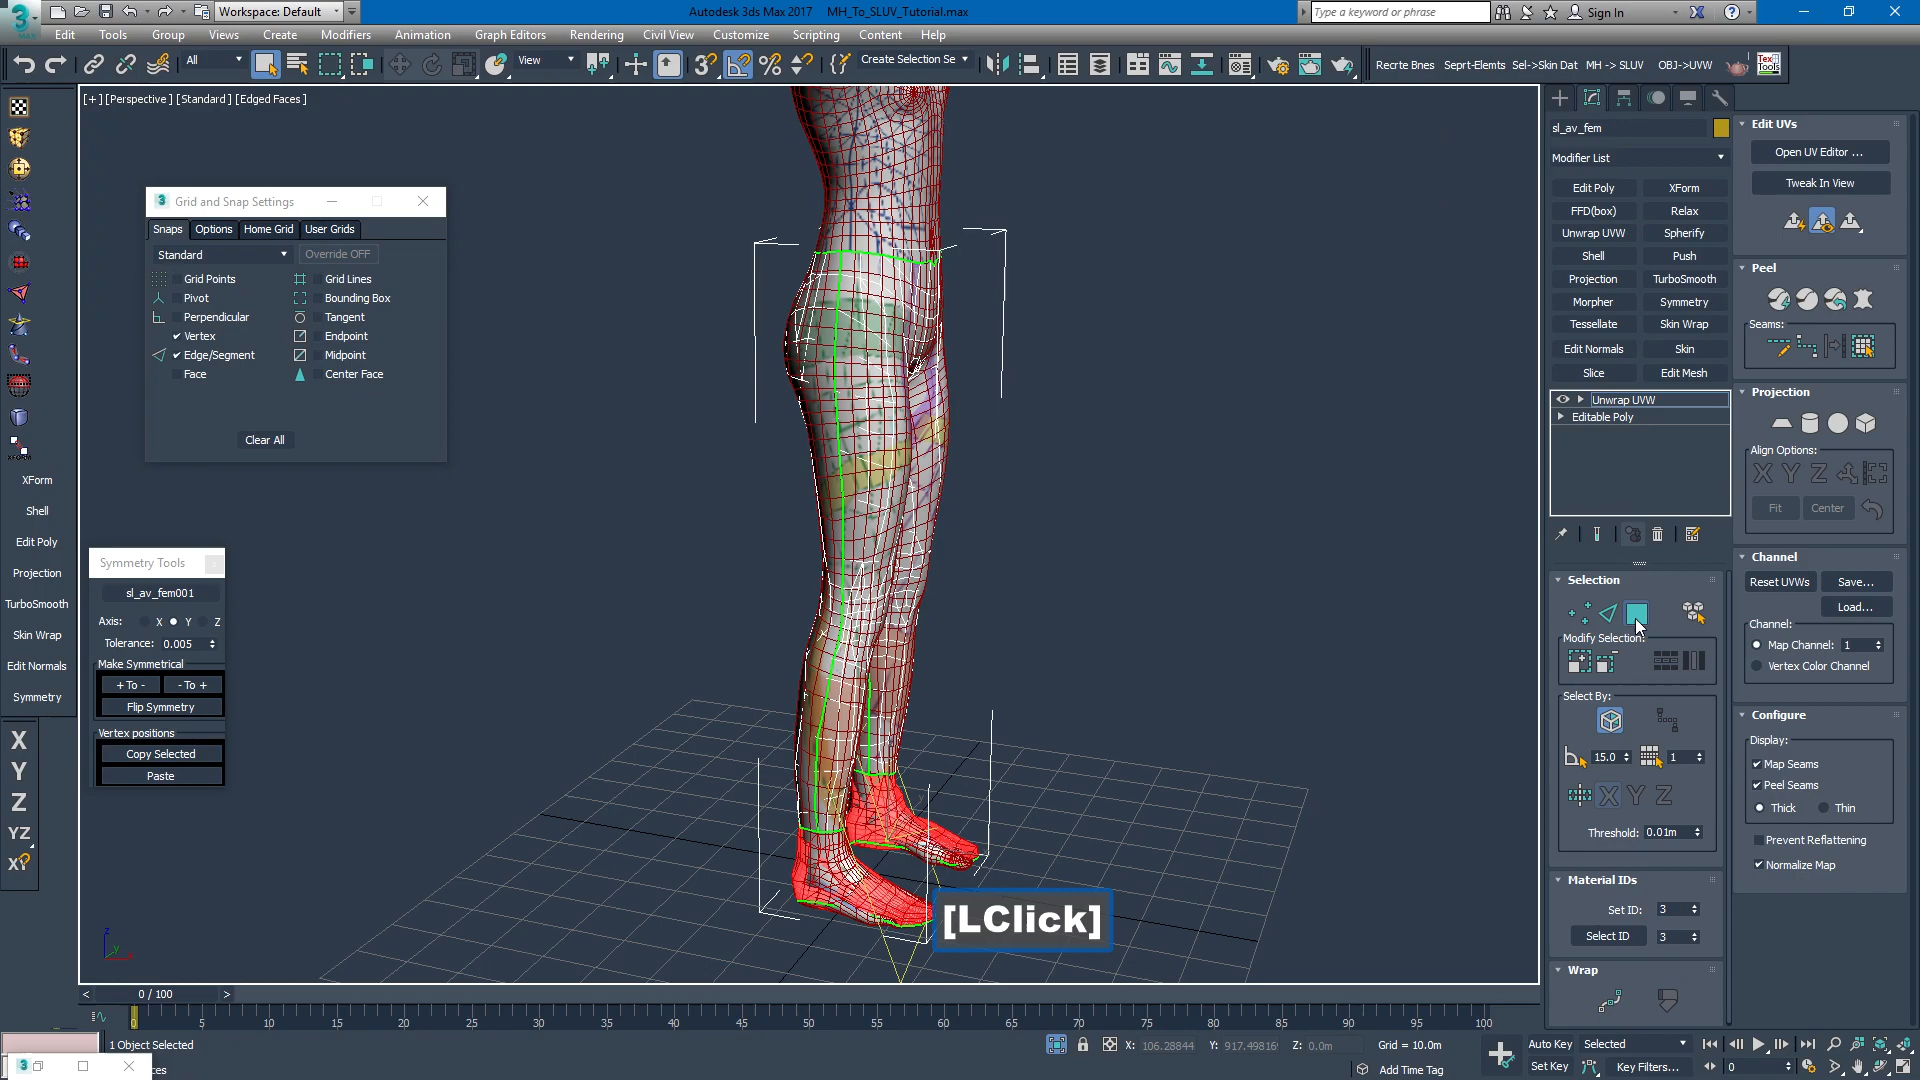 Workspace: Default
Autodesk 3ds Max 2017    MH_To_SLUV_Tutorial.max
Type a keyword or phrase
Sign In
MAX
Edit Tools Group Views Create Modifiers Animation Graph Editors Rendering Civil View Customize Scripting Content Help
All
View
Create Selection Se
Recrte Bnes Seprt-Elemts Sel->Skin Dat MH -> SLUV OBJ->UVW
[+] [Perspective] [Standard] [Edged Faces]
Grid and Snap Settings
Snaps Options Home Grid User Grids
Standard Override OFF
Grid Points Grid Lines
Pivot Bounding Box
Perpendicular Tangent
Vertex Endpoint
Edge/Segment Midpoint
Face Center Face
Clear All
XForm
Shell
Edit Poly
Projection
TurboSmooth
Skin Wrap
Edit Normals
Symmetry
X
Y
Z
YZ
XY
Symmetry Tools
sl_av_fem001
Axis: X Y Z
Tolerance: 0.005
Make Symmetrical
+ To - - To +
Flip Symmetry
Vertex positions
Copy Selected
Paste
[LClick]
sl_av_fem
Modifier List
Edit Poly XForm
FFD(box) Relax
Unwrap UVW Spherify
Shell Push
Projection TurboSmooth
Morpher Symmetry
Tessellate Skin Wrap
Edit Normals Skin
Slice Edit Mesh
Unwrap UVW
Editable Poly
Selection
Modify Selection:
Select By:
15.0 1
X Y Z
Threshold: 0.01m
Material IDs
Set ID: 3
Select ID 3
Wrap
Edit UVs
Open UV Editor ...
Tweak In View
Peel
Seams:
Projection
Align Options:
X Y Z
Fit Center
Channel
Reset UVWs Save...
Load...
Channel:
Map Channel: 1
Vertex Color Channel
Configure
Display:
Map Seams
Peel Seams
Thick Thin
Prevent Reflattening
Normalize Map
< 0 / 100 >
0 5 10 15 20 25 30 35 40 45 50 55 60 65 70 75 80 85 90 95 100
1 Object Selected
X: 106.28844 Y: 917.49816 Z: 0.0m Grid = 10.0m
Add Time Tag
Auto Key Selected
Set Key Key Filters...
0